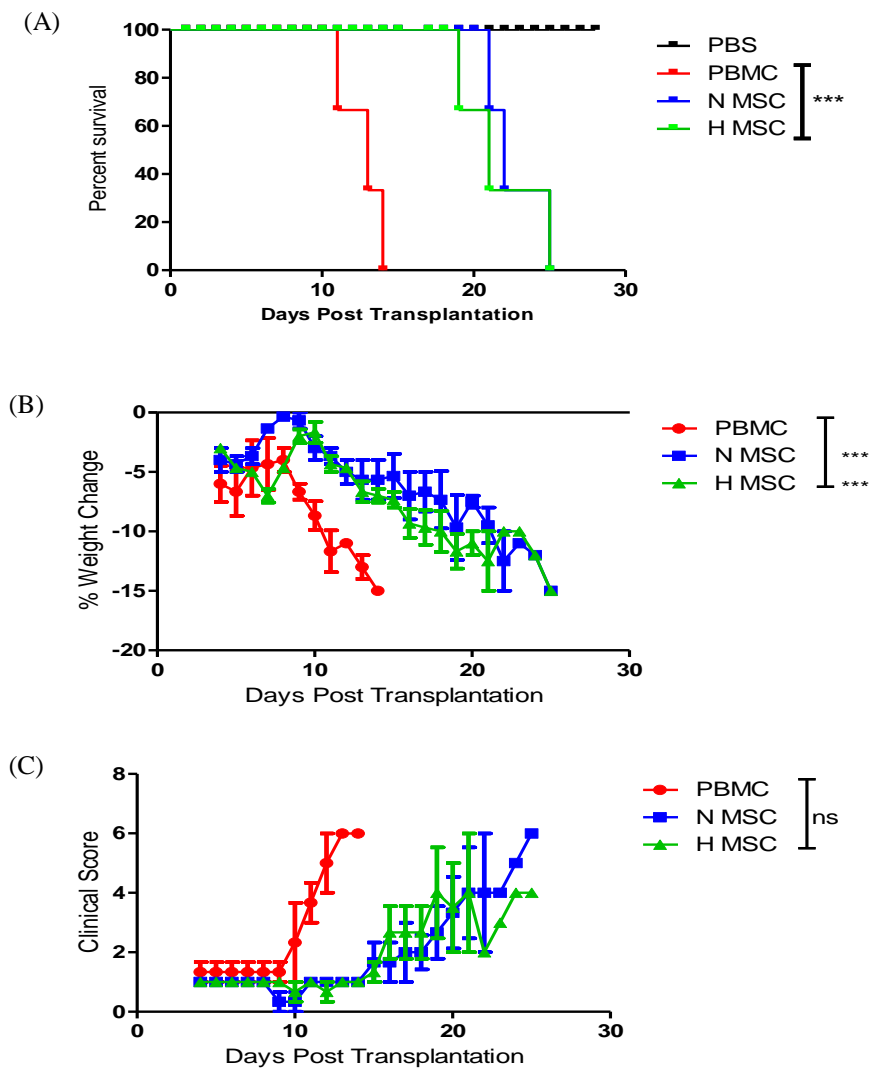 (A)
100
80
60
40
20
0
Percent survival
0 10 20 30
Days Post Transplantation
PBS
PBMC
N MSC
H MSC
***
(B)
0
-5
-10
-15
-20
% Weight Change
0 10 20 30
Days Post Transplantation
PBMC
N MSC ***
H MSC ***
(C)
8
6
4
2
0
Clinical Score
0 10 20 30
Days Post Transplantation
PBMC
N MSC
H MSC
ns